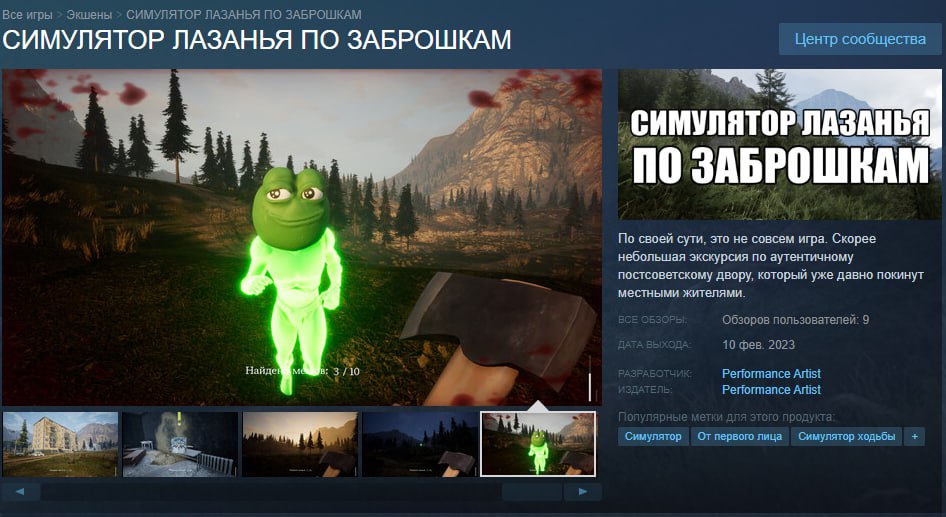 Все игры > Экшены > СИМУЛЯТОР ЛАЗАНЬЯ ПО ЗАБРОШКАМ
СИМУЛЯТОР ЛАЗАНЬЯ ПО ЗАБРОШКАМ
Центр сообщества
Найдено мемов: 3 / 10
СИМУЛЯТОР ЛАЗАНЬЯ
ПО ЗАБРОШКАМ
По своей сути, это не совсем игра. Скорее
небольшая экскурсия по аутентичному
постсоветскому двору, который уже давно покинут
местными жителями.
ВСЕ ОБЗОРЫ: Обзоров пользователей: 9
ДАТА ВЫХОДА: 10 фев. 2023
РАЗРАБОТЧИК: Performance Artist
ИЗДАТЕЛЬ: Performance Artist
Популярные метки для этого продукта:
Симулятор От первого лица Симулятор ходьбы +